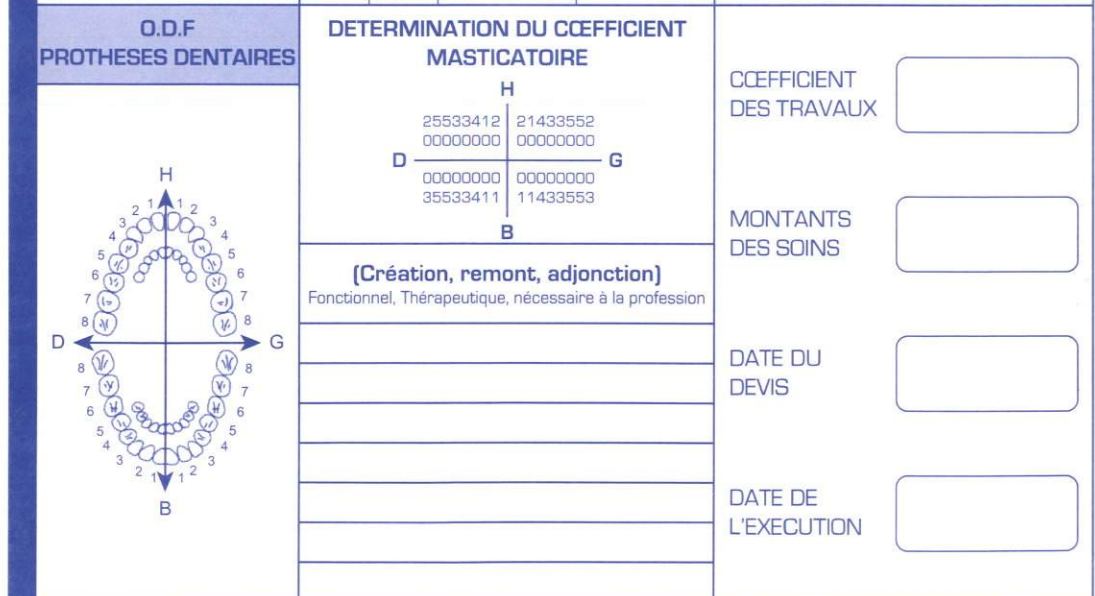 O.D.F
PROTHESES DENTAIRES
H
2 1 1 2
3 3
4 4
5 5
6 6
7 7
8 8
D G
8 8
7 7
6 6
5 5
4 4
3 3
2 1 1 2
B
DETERMINATION DU CŒFFICIENT
MASTICATOIRE
H
25533412 21433552
00000000 00000000
D G
00000000 00000000
35533411 11433553
B
(Création, remont, adjonction)
Fonctionnel, Thérapeutique, nécessaire à la profession
CŒFFICIENT
DES TRAVAUX
MONTANTS
DES SOINS
DATE DU
DEVIS
DATE DE
L'EXECUTION